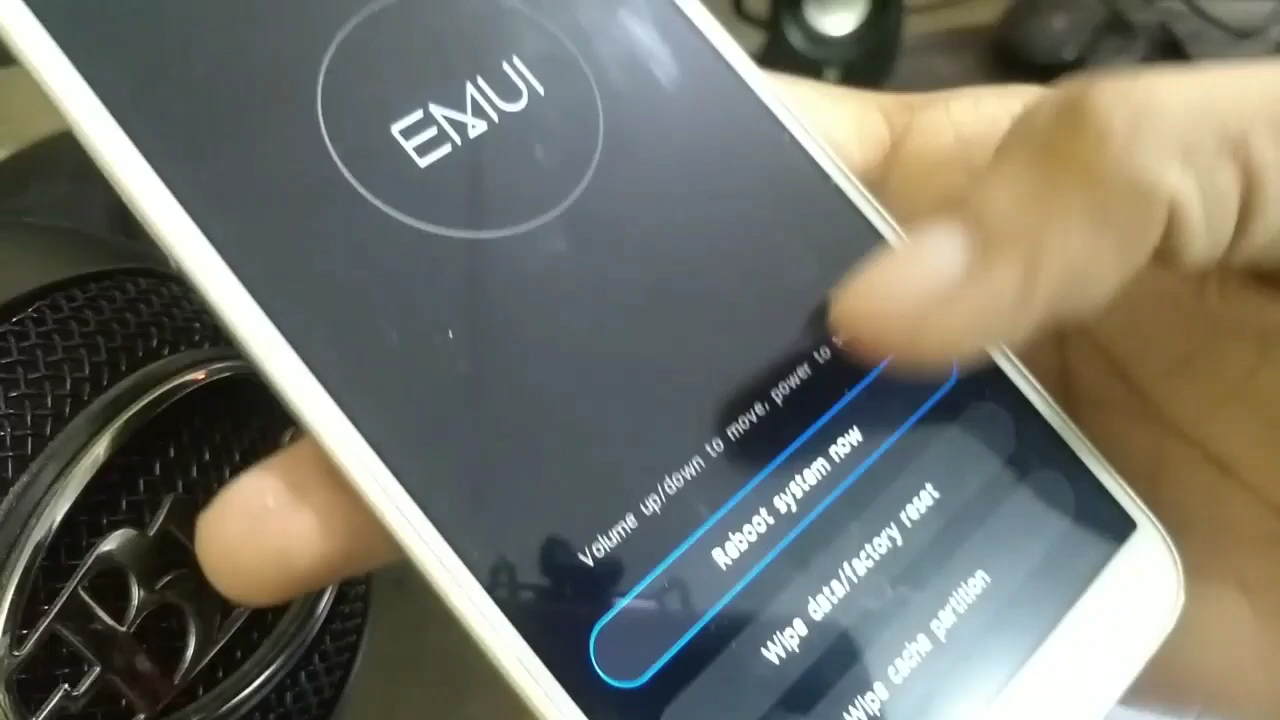 EMUI
Volume up/down to move, power to
Reboot system now
Wipe data/factory reset
Wipe cache partition